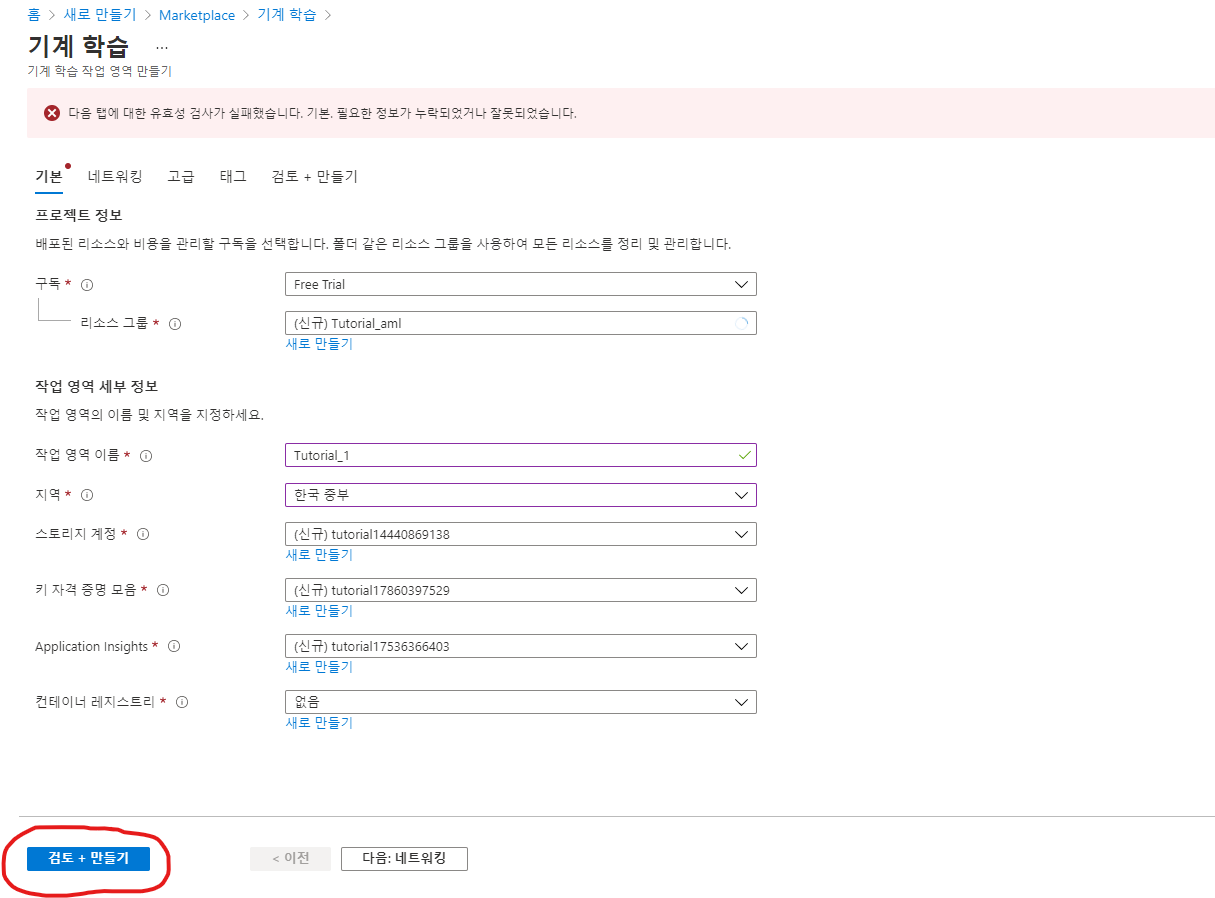 홈 > 새로 만들기 > Marketplace > 기계 학습 >
기계 학습 ...
기계 학습 작업 영역 만들기
다음 탭에 대한 유효성 검사가 실패했습니다. 기본. 필요한 정보가 누락되었거나 잘못되었습니다.
기본 네트워킹 고급 태그 검토 + 만들기
프로젝트 정보
배포된 리소스와 비용을 관리할 구독을 선택합니다. 폴더 같은 리소스 그룹을 사용하여 모든 리소스를 정리 및 관리합니다.
구독 * Free Trial
리소스 그룹 * (신규) Tutorial_aml
새로 만들기
작업 영역 세부 정보
작업 영역의 이름 및 지역을 지정하세요.
작업 영역 이름 * Tutorial_1
지역 * 한국 중부
스토리지 계정 * (신규) tutorial14440869138
새로 만들기
키 자격 증명 모음 * (신규) tutorial17860397529
새로 만들기
Application Insights * (신규) tutorial17536366403
새로 만들기
컨테이너 레지스트리 * 없음
새로 만들기
검토 + 만들기 < 이전 다음: 네트워킹